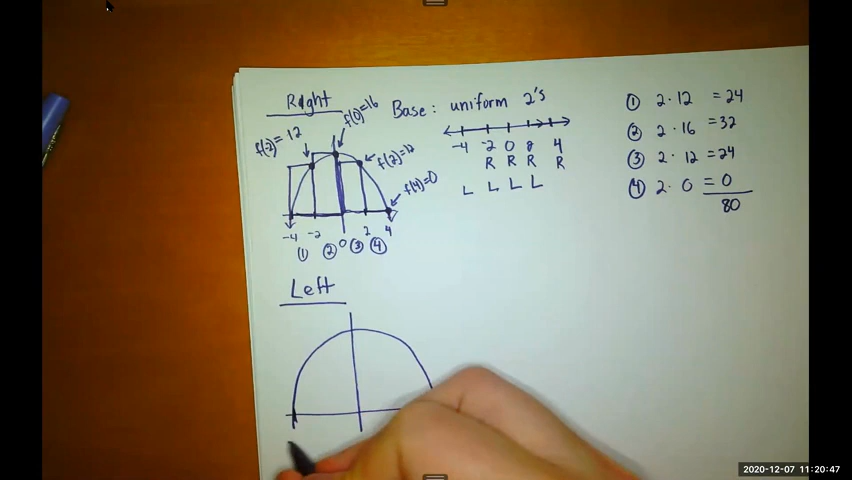 Right
Base: uniform 2's
f(-2)=12
f(0)=16
f(2)=12
f(4)=0
-4 -2 0 2 4
① ② ③ ④
-4 -2 0 2 4
R R R R
L L L L
① 2·12 =24
② 2·16 =32
③ 2·12 =24
④ 2·0 =0
80
Left
2020-12-07 11:20:47